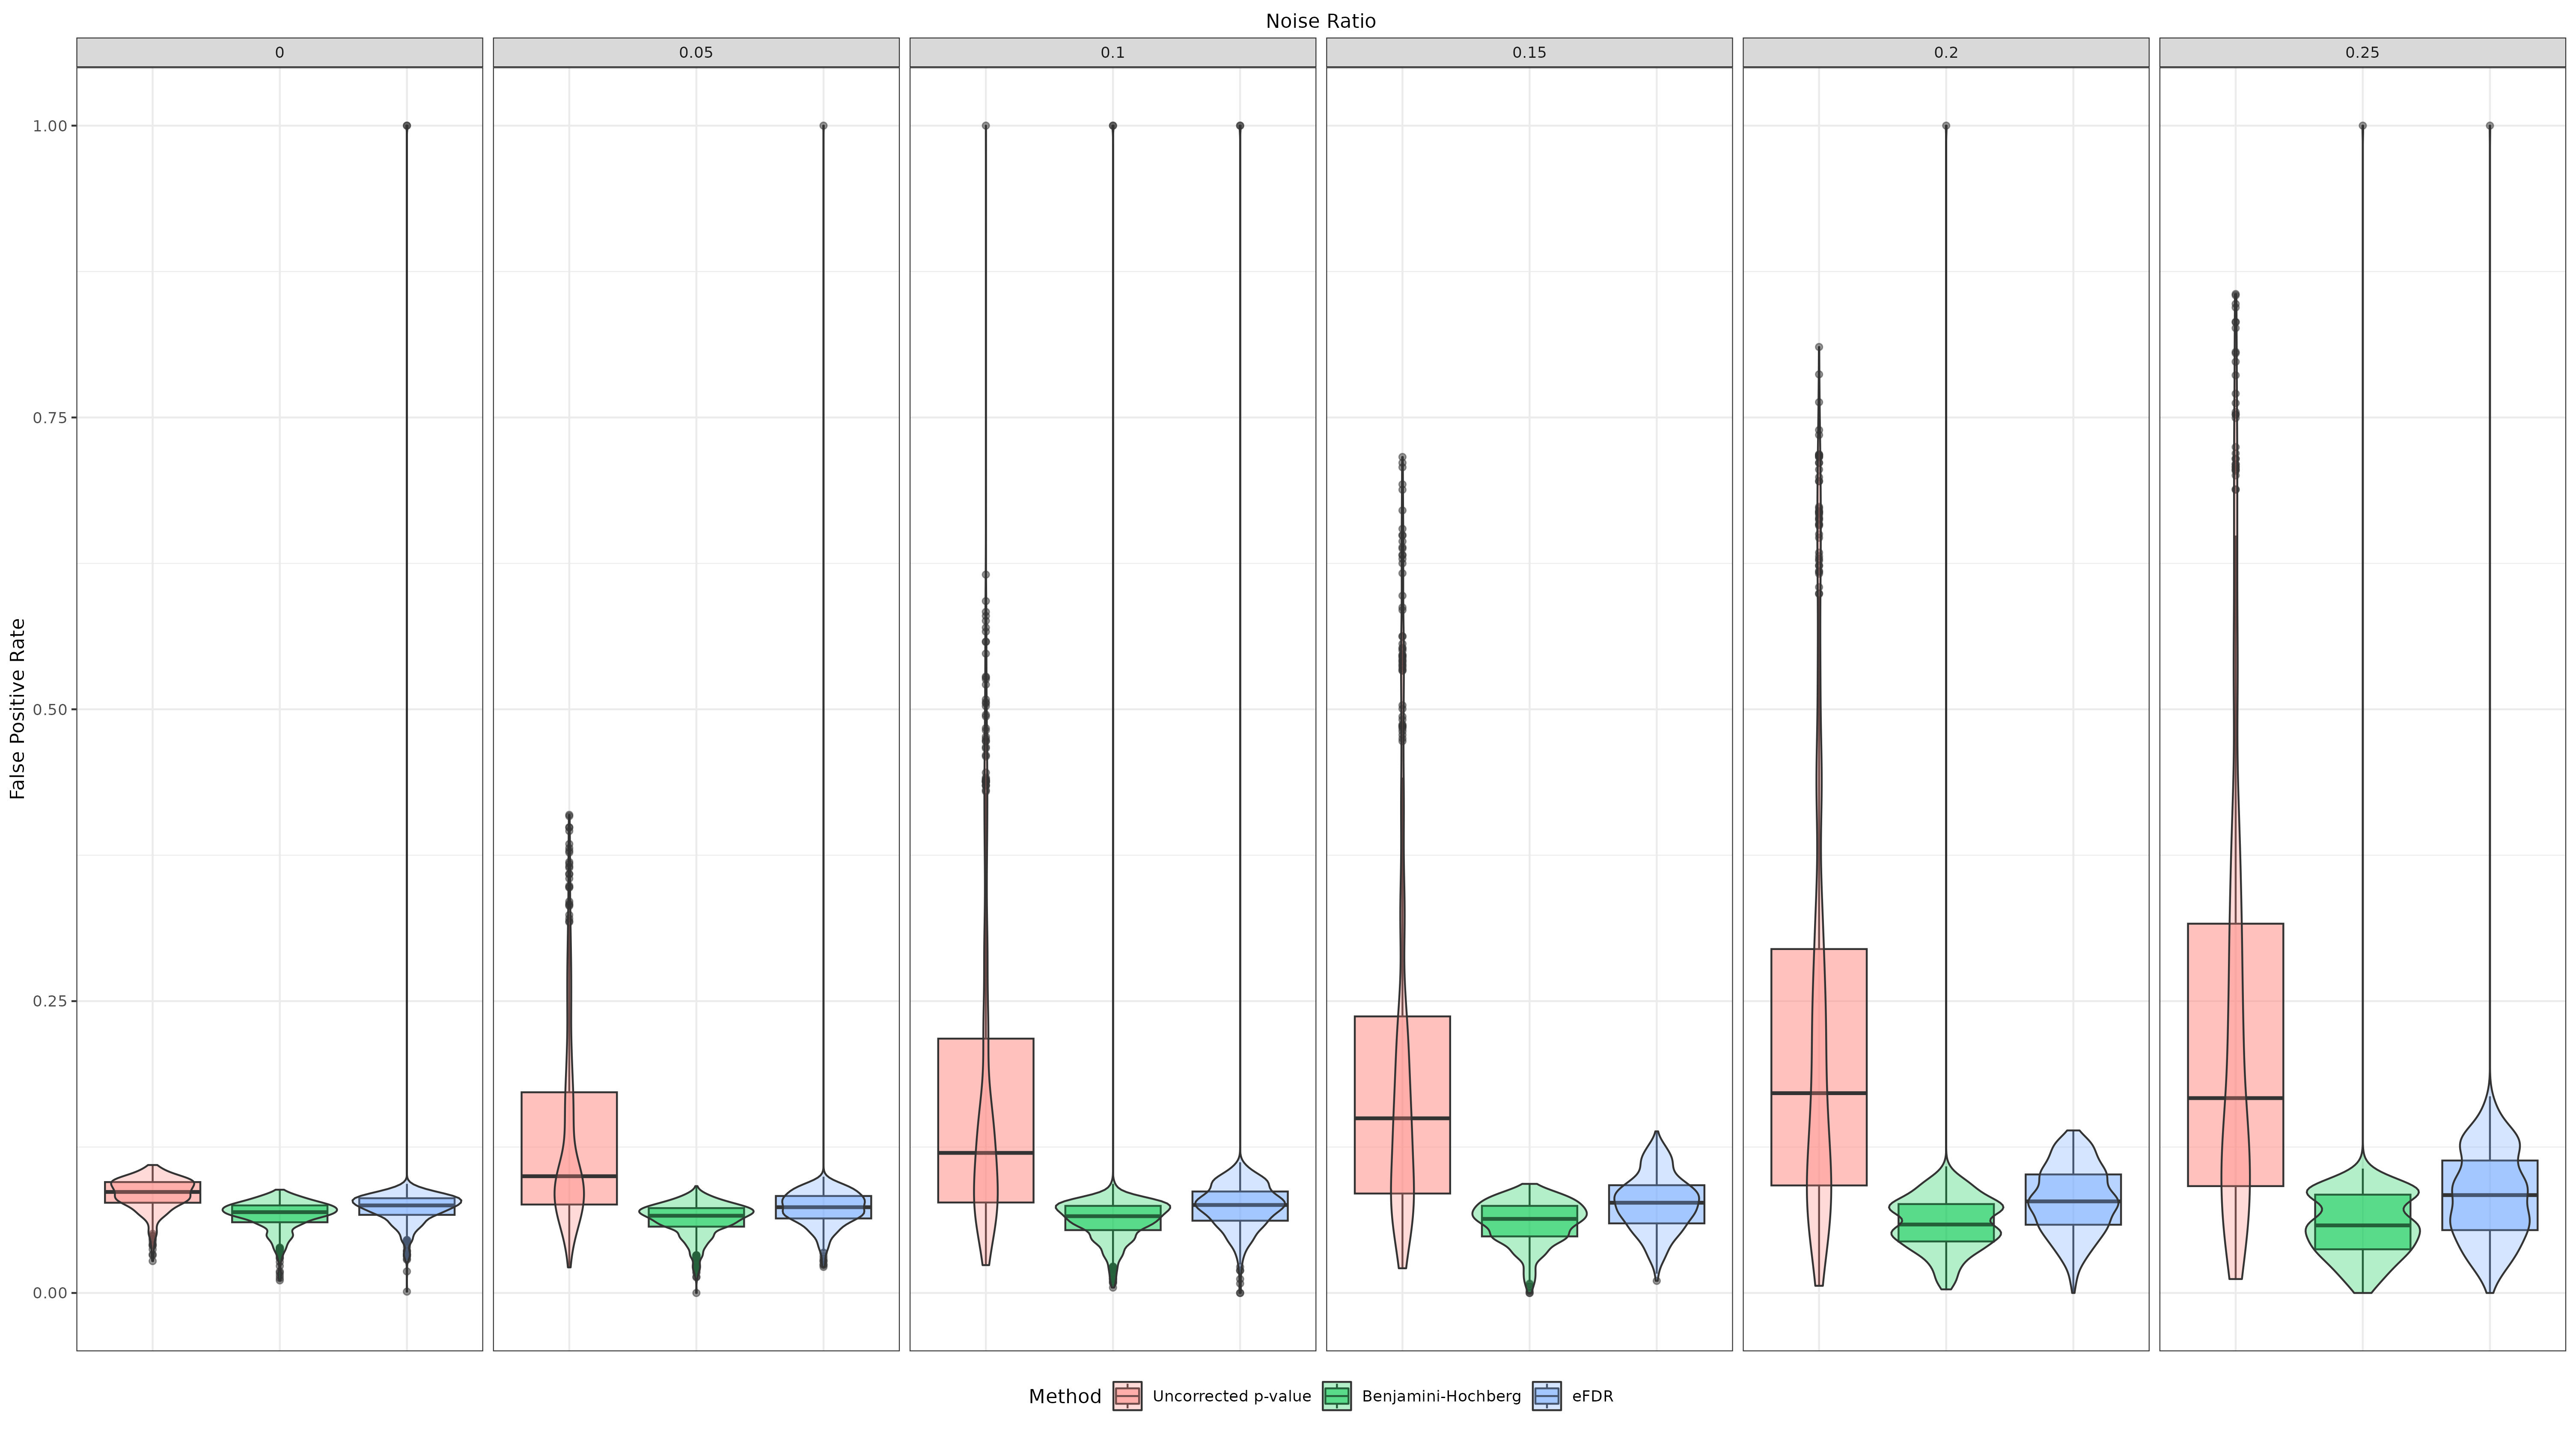 Noise Ratio
0 0.05 0.1 0.15 0.2 0.25
1.00
0.75
0.50
0.25
0.00
False Positive Rate
Method Uncorrected p-value Benjamini-Hochberg eFDR